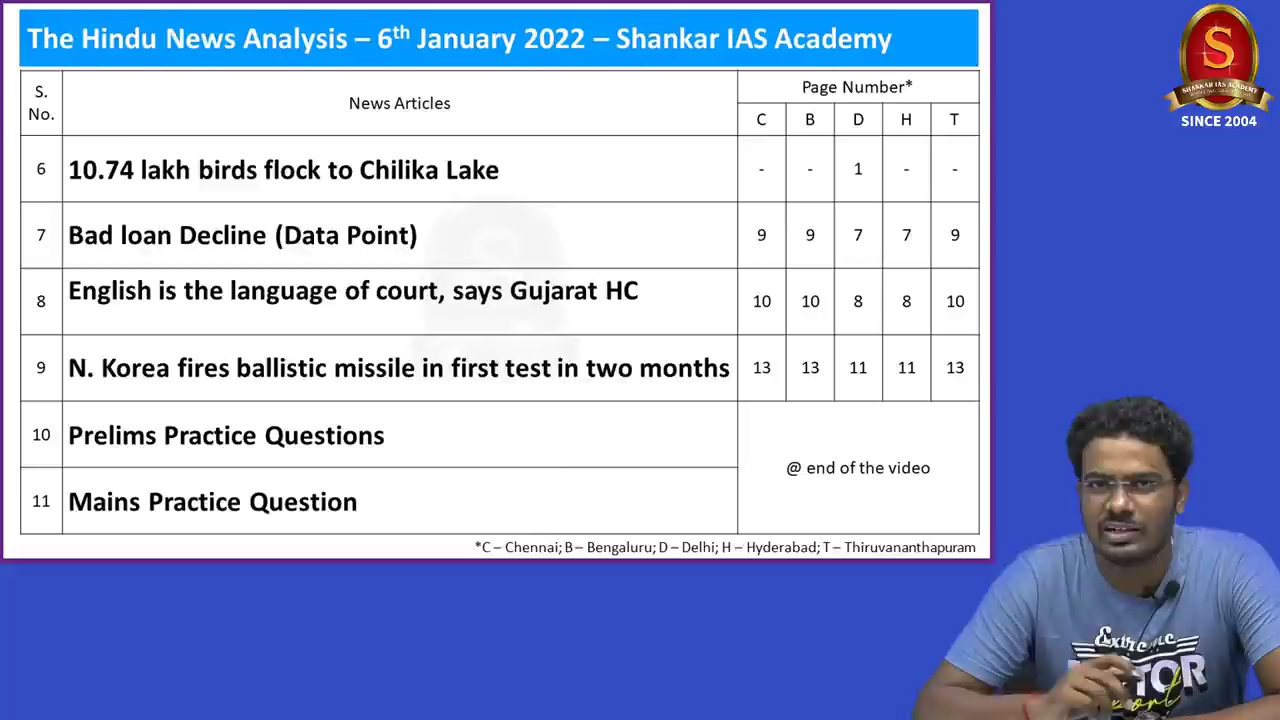 The Hindu News Analysis – 6th January 2022 – Shankar IAS Academy
S. No.
News Articles
Page Number*
C B D H T
6 10.74 lakh birds flock to Chilika Lake - - 1 - -
7 Bad loan Decline (Data Point) 9 9 7 7 9
8 English is the language of court, says Gujarat HC 10 10 8 8 10
9 N. Korea fires ballistic missile in first test in two months 13 13 11 11 13
10 Prelims Practice Questions
@ end of the video
11 Mains Practice Question
*C – Chennai; B – Bengaluru; D – Delhi; H – Hyderabad; T – Thiruvananthapuram
S
SHANKAR IAS ACADEMY
SINCE 2004
Extreme